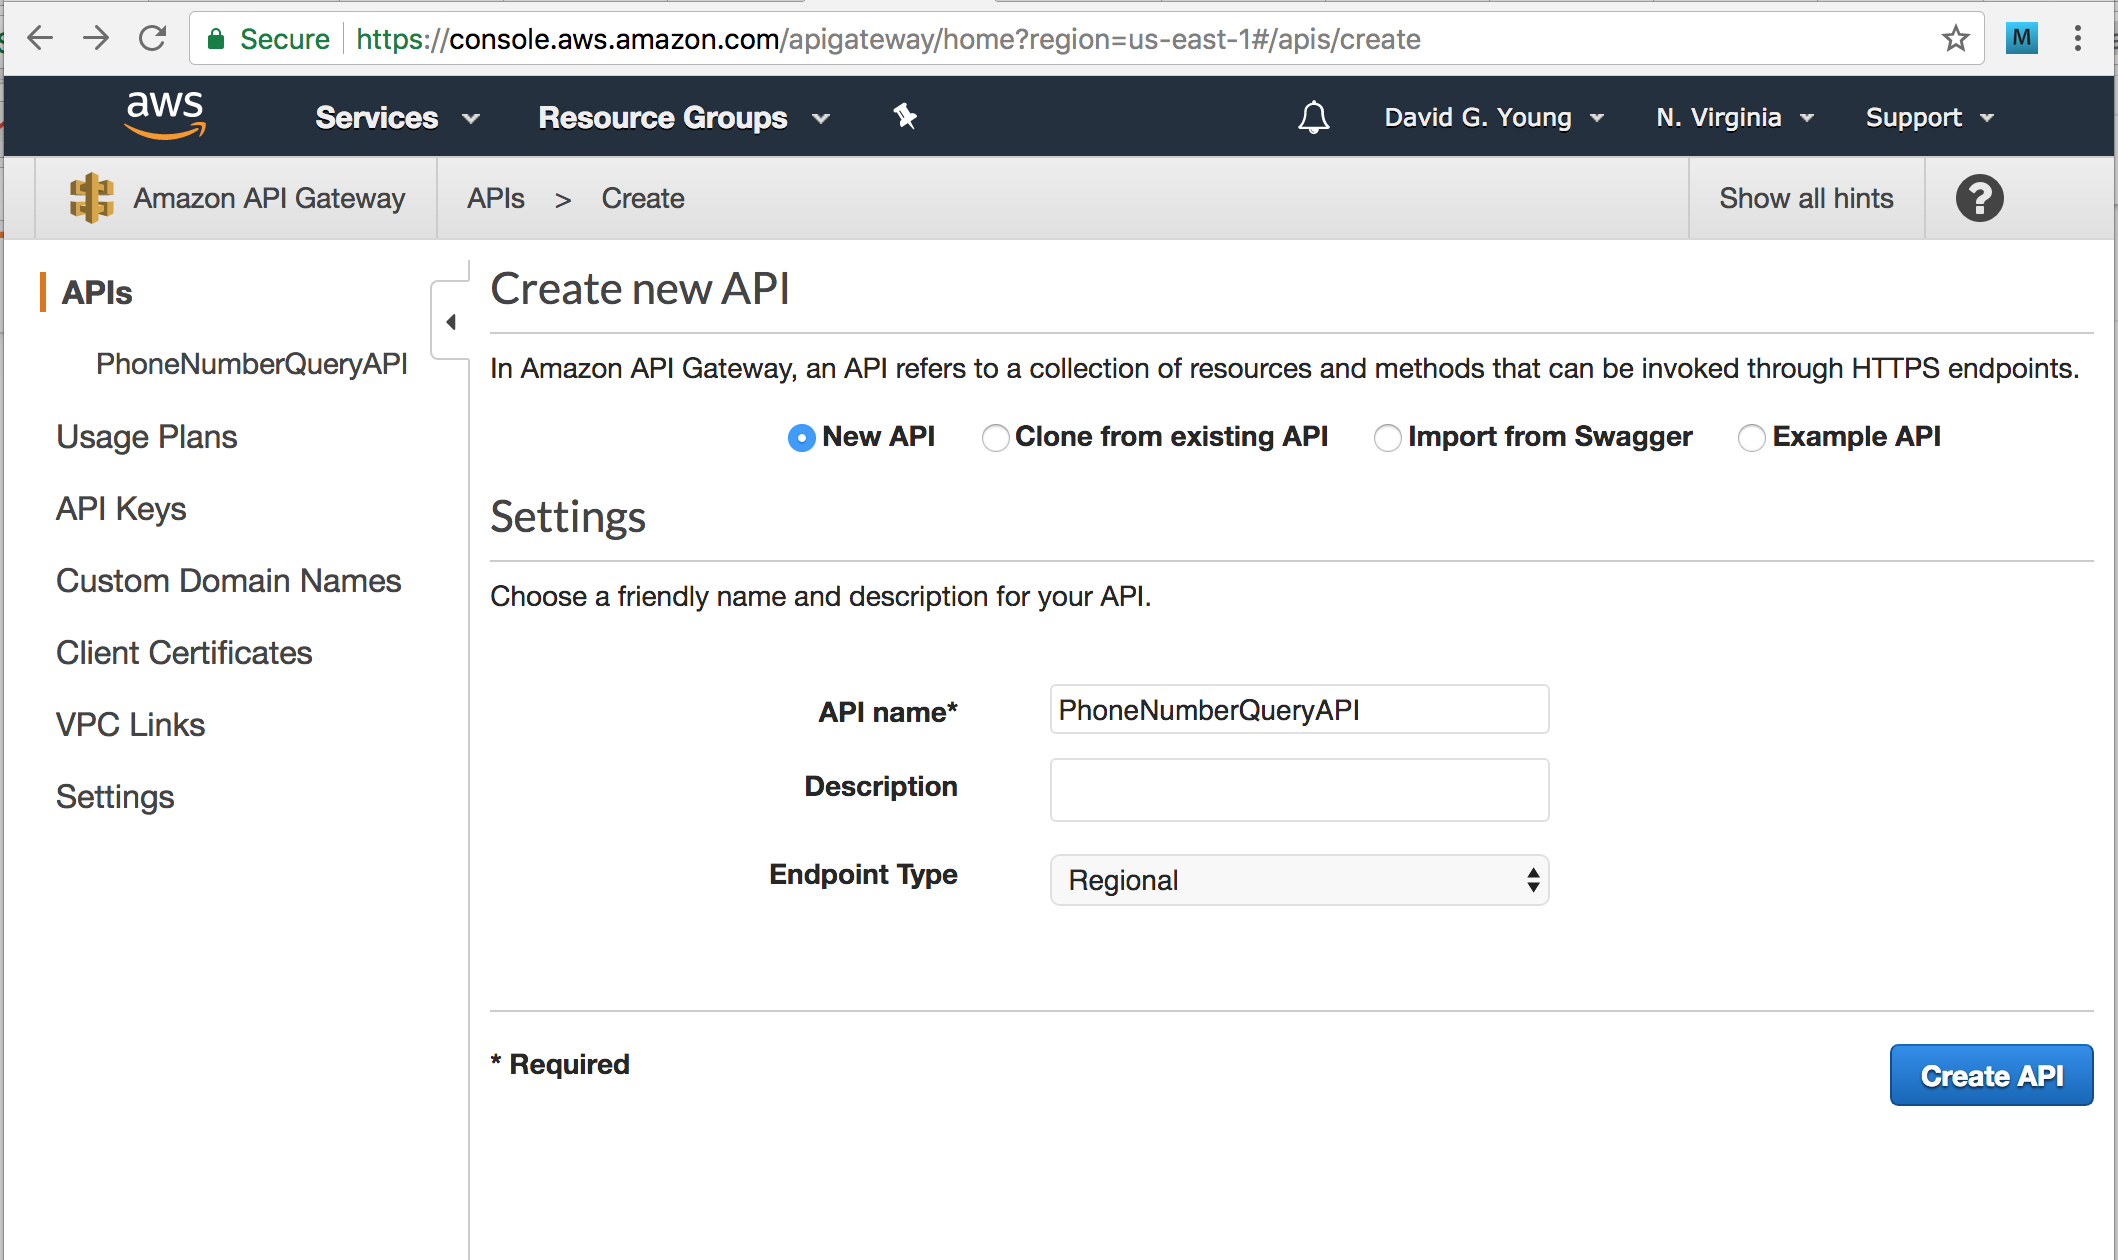 Secure https://console.aws.amazon.com/apigateway/home?region=us-east-1#/apis/create M
aws Services Resource Groups David G. Young N. Virginia Support
Amazon API Gateway APIs > Create Show all hints ?
APIs
PhoneNumberQueryAPI
Usage Plans
API Keys
Custom Domain Names
Client Certificates
VPC Links
Settings
Create new API
In Amazon API Gateway, an API refers to a collection of resources and methods that can be invoked through HTTPS endpoints.
New API Clone from existing API Import from Swagger Example API
Settings
Choose a friendly name and description for your API.
API name* PhoneNumberQueryAPI
Description
Endpoint Type Regional
* Required
Create API